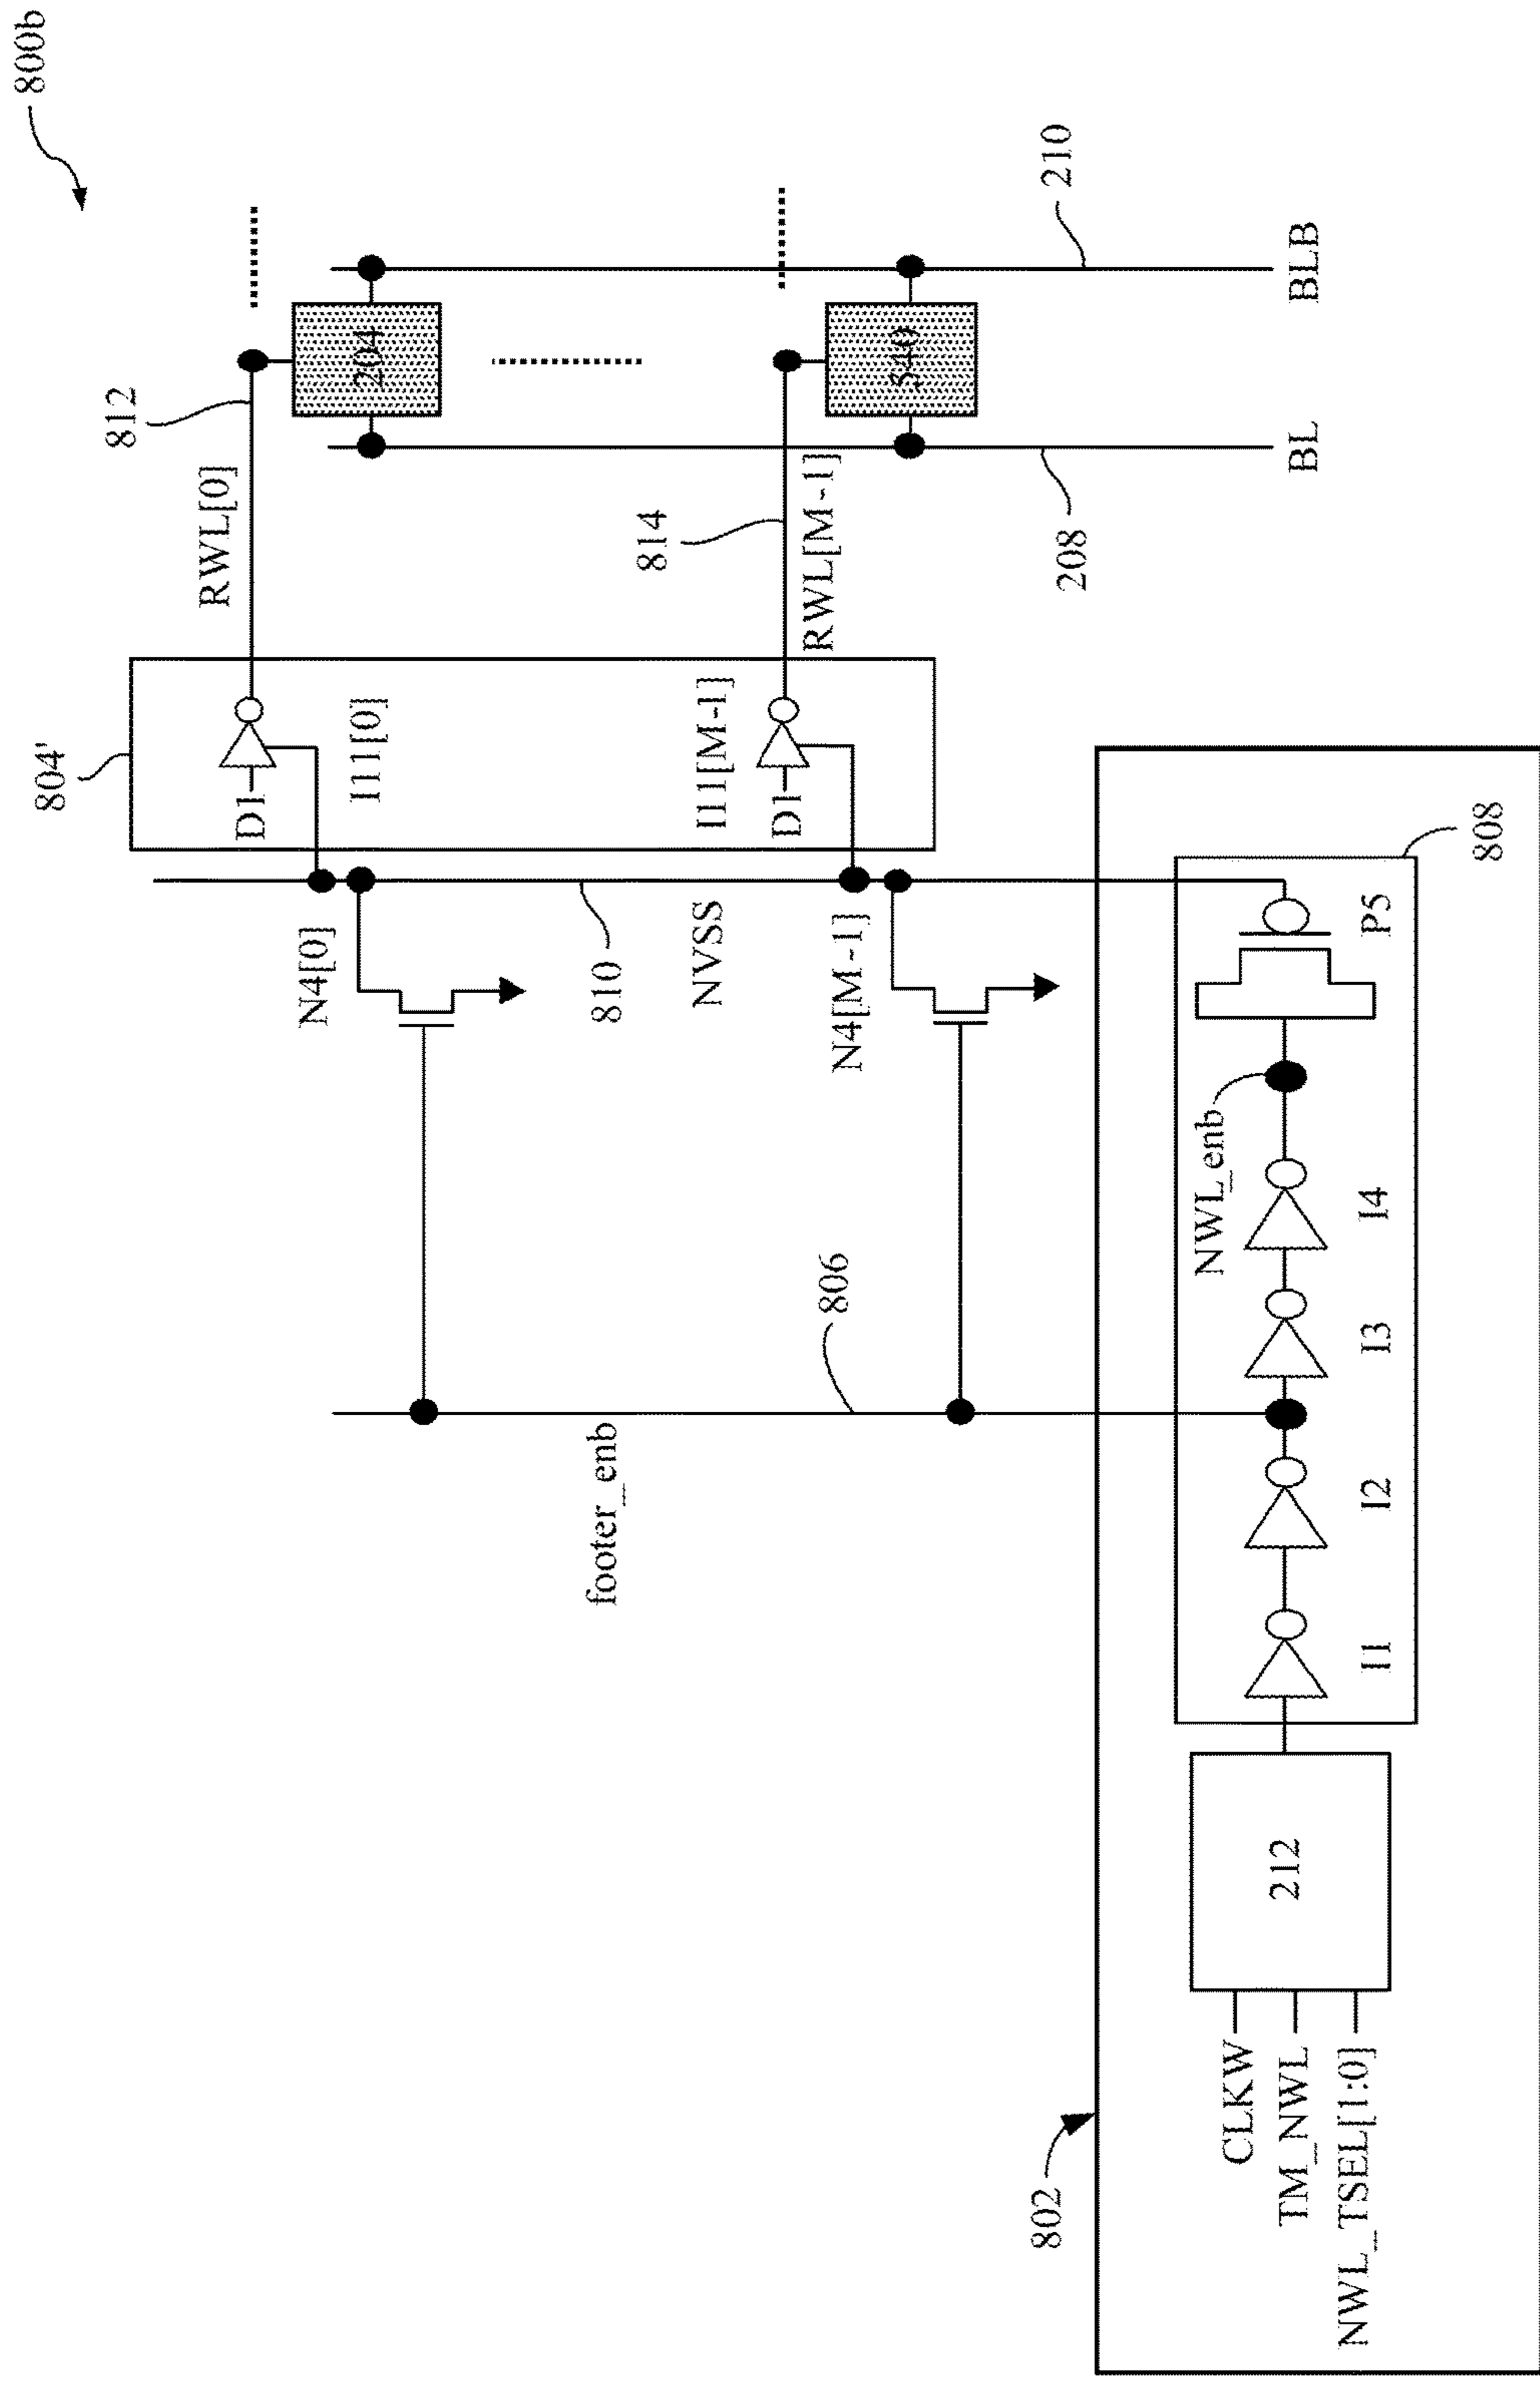 800b
812
RWL[0]
204
804'
D1
I11[0]
N4[0]
810
NVSS
814
RWL[M-1]
340
210
208
BL
BLB
I11[M-1]
D1
N4[M-1]
footer_enb
806
802
CLKW
TM_NWL
NWL_TSEL[1:0]
212
I1
I2
I3
I4
NWL_enb
P5
808